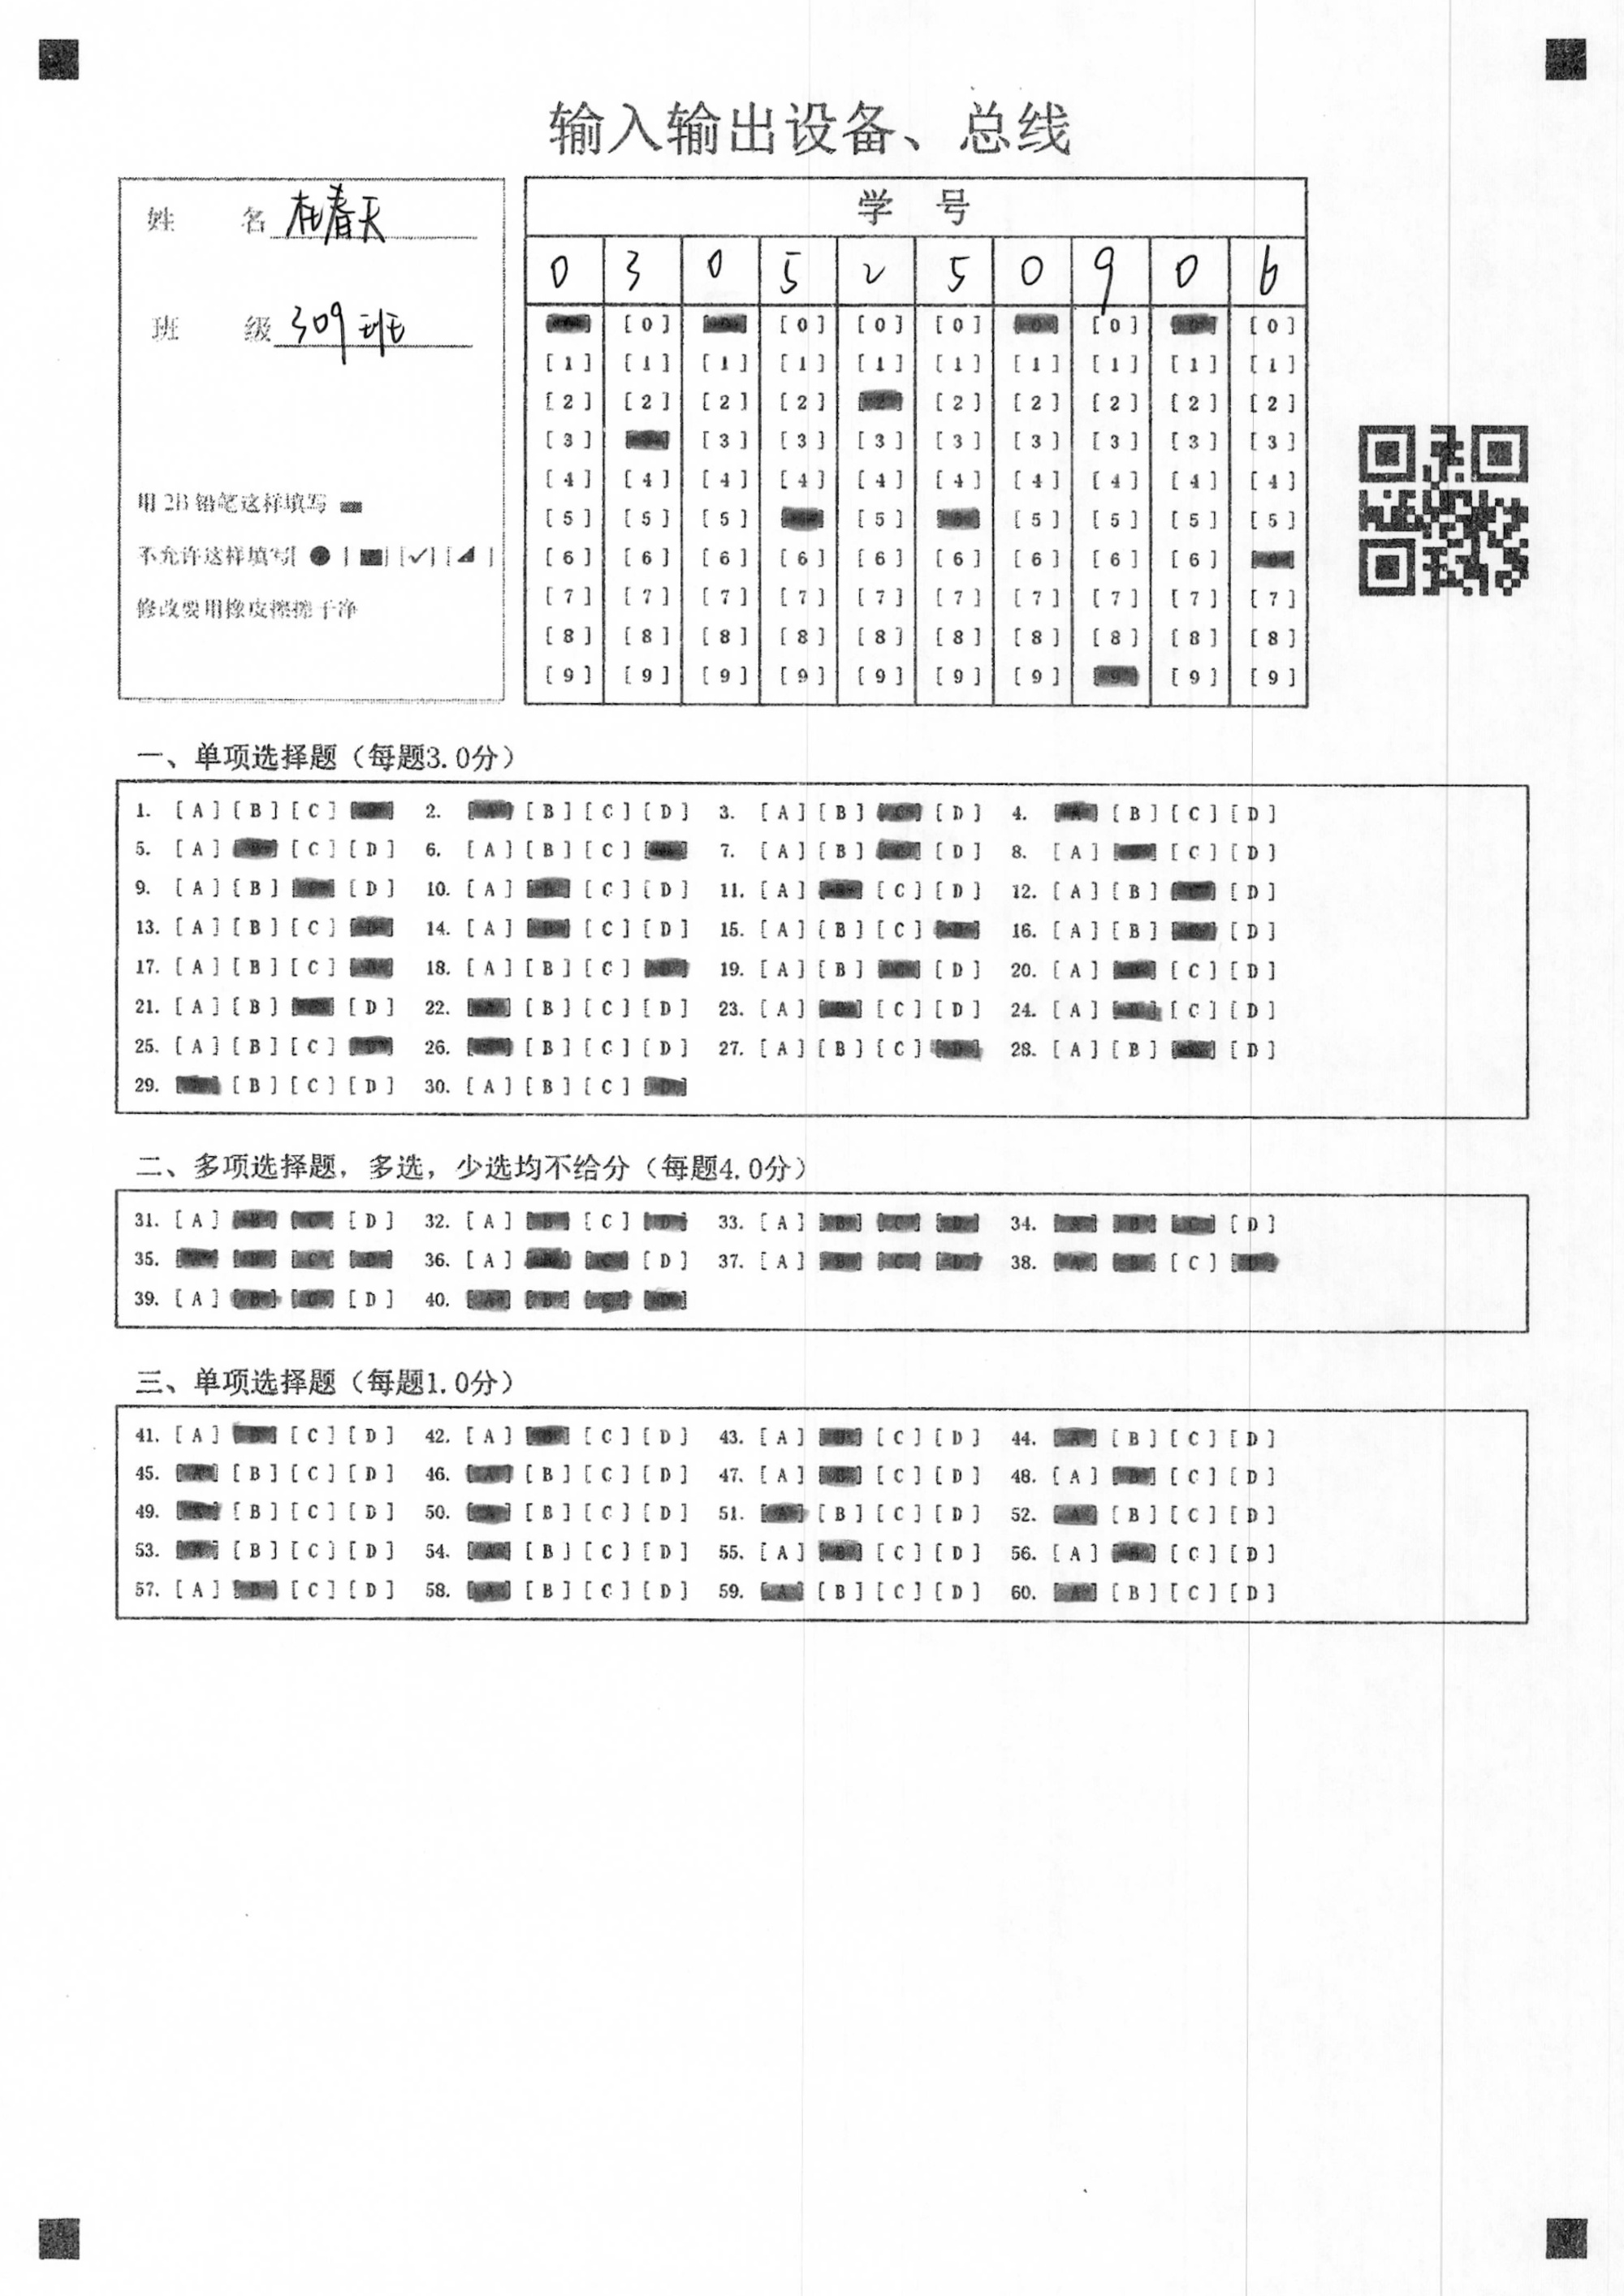 输入输出设备、总线
姓 名 杜春天
班 级 309班
用2B铅笔这样填写
不允许这样填写[ ● ] [■] [✓] [◢ ]
修改要用橡皮擦擦干净
学 号
0 3 0 5 2 5 0 9 0 6
[0] [0] [0] [0] [0] [0]
[1] [1] [1] [1] [1] [1] [1] [1] [1] [1]
[2] [2] [2] [2] [2] [2] [2] [2] [2]
[3] [3] [3] [3] [3] [3] [3] [3] [3]
[4] [4] [4] [4] [4] [4] [4] [4] [4] [4]
[5] [5] [5] [5] [5] [5] [5] [5]
[6] [6] [6] [6] [6] [6] [6] [6] [6]
[7] [7] [7] [7] [7] [7] [7] [7] [7] [7]
[8] [8] [8] [8] [8] [8] [8] [8] [8] [8]
[9] [9] [9] [9] [9] [9] [9] [9] [9]
一、单项选择题（每题3.0分）
1. [A] [B] [C] 2. [B] [C] [D] 3. [A] [B] [D] 4. [B] [C] [D]
5. [A] [C] [D] 6. [A] [B] [C] 7. [A] [B] [D] 8. [A] [C] [D]
9. [A] [B] [D] 10. [A] [C] [D] 11. [A] [C] [D] 12. [A] [B] [D]
13. [A] [B] [C] 14. [A] [C] [D] 15. [A] [B] [C] 16. [A] [B] [D]
17. [A] [B] [C] 18. [A] [B] [C] 19. [A] [B] [D] 20. [A] [C] [D]
21. [A] [B] [D] 22. [B] [C] [D] 23. [A] [C] [D] 24. [A] [C] [D]
25. [A] [B] [C] 26. [B] [C] [D] 27. [A] [B] [C] 28. [A] [B] [D]
29. [B] [C] [D] 30. [A] [B] [C]
二、多项选择题，多选，少选均不给分（每题4.0分）
31. [A] [D] 32. [A] [C] 33. [A] 34. [D]
35. 36. [A] [D] 37. [A] 38. [C]
39. [A] [D] 40.
三、单项选择题（每题1.0分）
41. [A] [C] [D] 42. [A] [C] [D] 43. [A] [C] [D] 44. [B] [C] [D]
45. [B] [C] [D] 46. [B] [C] [D] 47. [A] [C] [D] 48. [A] [C] [D]
49. [B] [C] [D] 50. [B] [C] [D] 51. [B] [C] [D] 52. [B] [C] [D]
53. [B] [C] [D] 54. [B] [C] [D] 55. [A] [C] [D] 56. [A] [C] [D]
57. [A] [C] [D] 58. [B] [C] [D] 59. [B] [C] [D] 60. [B] [C] [D]